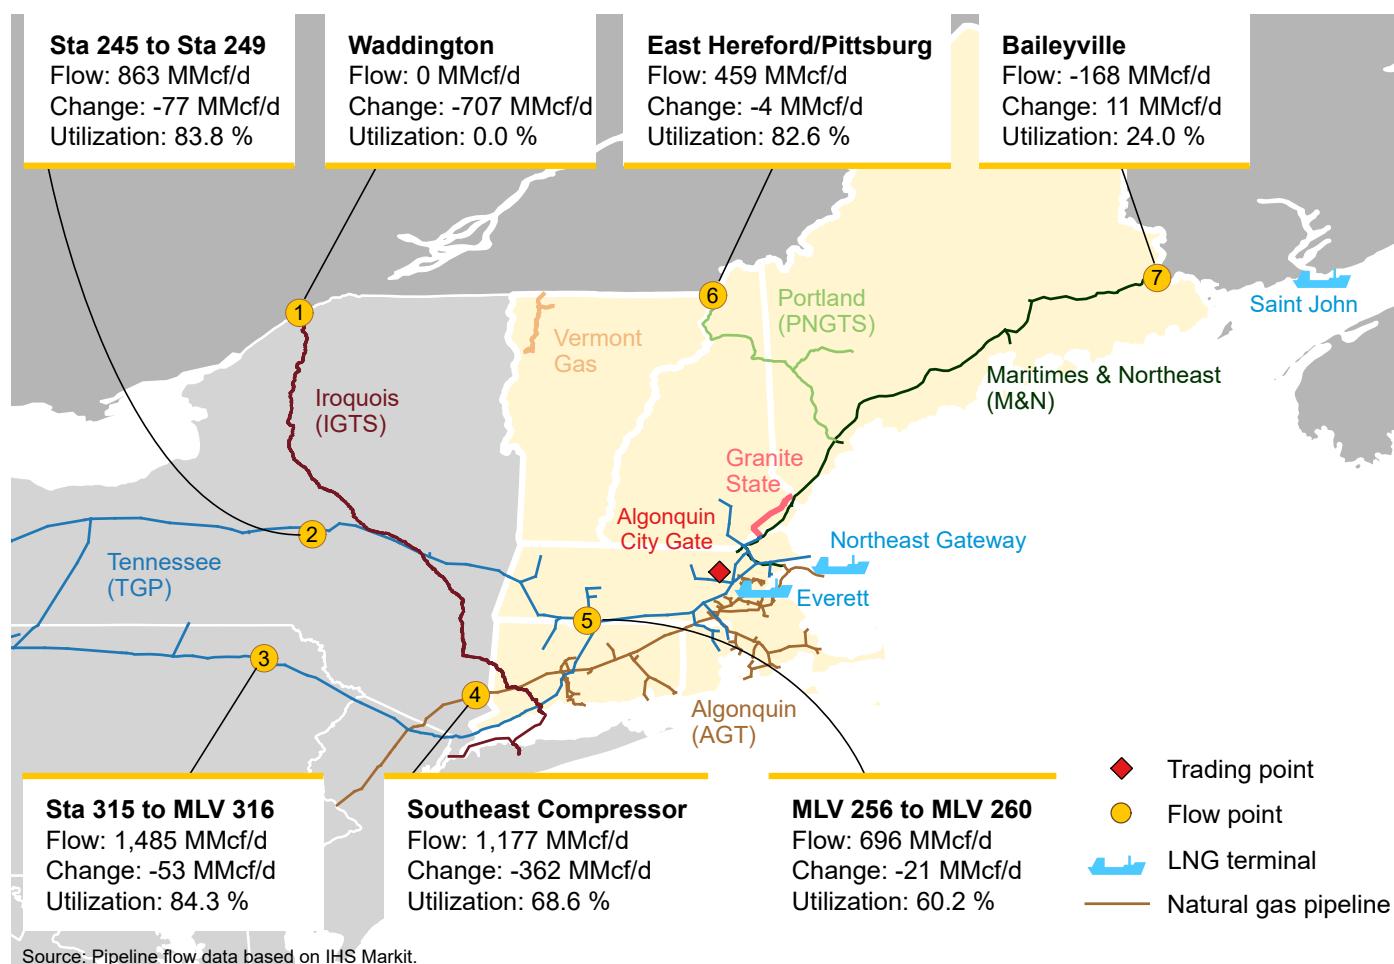 Sta 245 to Sta 249
Flow: 863 MMcf/d
Change: -77 MMcf/d
Utilization: 83.8 %
Waddington
Flow: 0 MMcf/d
Change: -707 MMcf/d
Utilization: 0.0 %
East Hereford/Pittsburg
Flow: 459 MMcf/d
Change: -4 MMcf/d
Utilization: 82.6 %
Baileyville
Flow: -168 MMcf/d
Change: 11 MMcf/d
Utilization: 24.0 %
1
6
7
Saint John
Vermont
Gas
Portland
(PNGTS)
Iroquois
(IGTS)
Maritimes & Northeast
(M&N)
Granite
State
Algonquin
City Gate
2
Northeast Gateway
Tennessee
(TGP)
Everett
5
3
4
Algonquin
(AGT)
Sta 315 to MLV 316
Flow: 1,485 MMcf/d
Change: -53 MMcf/d
Utilization: 84.3 %
Southeast Compressor
Flow: 1,177 MMcf/d
Change: -362 MMcf/d
Utilization: 68.6 %
MLV 256 to MLV 260
Flow: 696 MMcf/d
Change: -21 MMcf/d
Utilization: 60.2 %
Trading point
Flow point
LNG terminal
Natural gas pipeline
Source: Pipeline flow data based on IHS Markit.